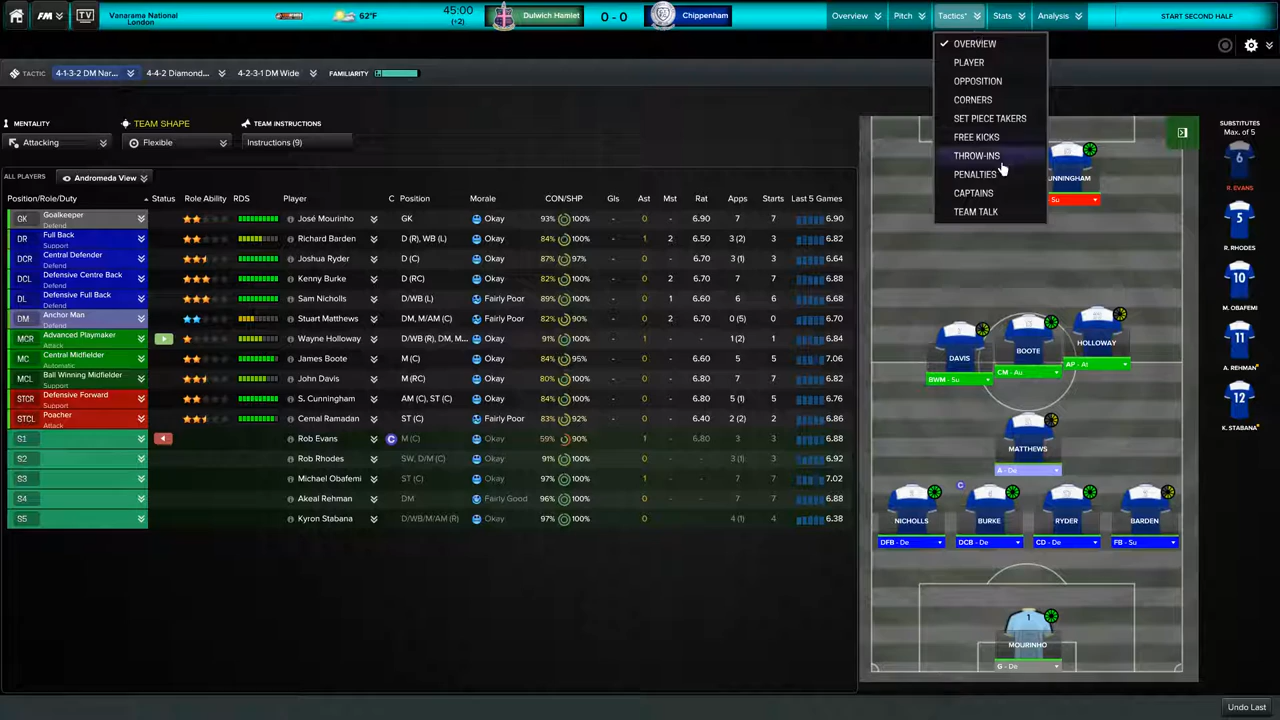 Vanarama National
London
FM
TV
62°F
45:00
(+2)
Dulwich Hamlet
0 - 0
Chippenham
Overview
Pitch
Tactics*
Stats
Analysis
START SECOND HALF
OVERVIEW
PLAYER
OPPOSITION
CORNERS
SET PIECE TAKERS
FREE KICKS
THROW-INS
PENALTIES
CAPTAINS
TEAM TALK
TACTIC
4-1-3-2 DM Nar...
4-4-2 Diamond...
4-2-3-1 DM Wide
FAMILIARITY
MENTALITY
TEAM SHAPE
TEAM INSTRUCTIONS
Attacking
Flexible
Instructions (9)
ALL PLAYERS
Andromeda View
Position/Role/Duty Status Role Ability RDS Player C Position Morale CON/SHP Gls Ast Mst Rat Apps Starts Last 5 Games
GK Goalkeeper Defend José Mourinho GK Okay 93% 100% - 0 - 6.90 7 7 6.90
DR Full Back Support Richard Barden D (R), WB (L) Okay 84% 100% - 1 2 6.50 3 (2) 3 6.82
DCR Central Defender Defend Joshua Ryder D (C) Okay 87% 97% - 0 - 6.70 3 (1) 3 6.64
DCL Defensive Centre Back Defend Kenny Burke D (RC) Okay 82% 100% - 0 2 6.70 7 7 6.88
DL Defensive Full Back Defend Sam Nicholls D/WB (L) Fairly Poor 89% 100% - 0 1 6.60 6 6 6.68
DM Anchor Man Defend Stuart Matthews DM, M/AM (C) Fairly Poor 82% 90% - 0 2 6.70 0 (5) 0 6.70
MCR Advanced Playmaker Attack Wayne Holloway D/WB (R), DM, M... Okay 91% 100% - 0 - - 1 (2) 1 6.84
MC Central Midfielder Automatic James Boote M (C) Okay 84% 95% - 0 - 6.60 5 5 7.06
MCL Ball Winning Midfielder Support John Davis M (RC) Okay 80% 100% - 0 - 6.80 7 7 6.82
STCR Defensive Forward Support S. Cunningham AM (C), ST (C) Okay 84% 100% - 0 - 6.80 5 (1) 5 6.76
STCL Poacher Attack Cemal Ramadan ST (C) Fairly Poor 83% 92% - 0 - 6.40 2 (2) 2 6.86
S1 Rob Evans C M (C) Okay 59% 90% - 1 - 6.80 3 3 6.88
S2 Rob Rhodes SW, D/M (C) Okay 91% 100% - 0 - - 3 (1) 3 6.92
S3 Michael Obafemi ST (C) Okay 97% 100% - 1 - - 7 7 7.02
S4 Akeal Rehman DM Fairly Good 96% 100% - 0 - - 7 7 6.88
S5 Kyron Stabana D/WB/M/AM (R) Okay 97% 100% - 0 - - 4 (1) 4 6.38
UNNINGHAM
Su
DAVIS
BWM - Su
BOOTE
CM - Au
HOLLOWAY
AP - At
MATTHEWS
A - De
C
NICHOLLS
DFB - De
BURKE
DCB - De
RYDER
CD - De
BARDEN
FB - Su
1
MOURINHO
G - De
SUBSTITUTES
Max. of 5
6
R. EVANS
5
R. RHODES
10
M. OBAFEMI
11
A. REHMAN
12
K. STABANA
Undo Last